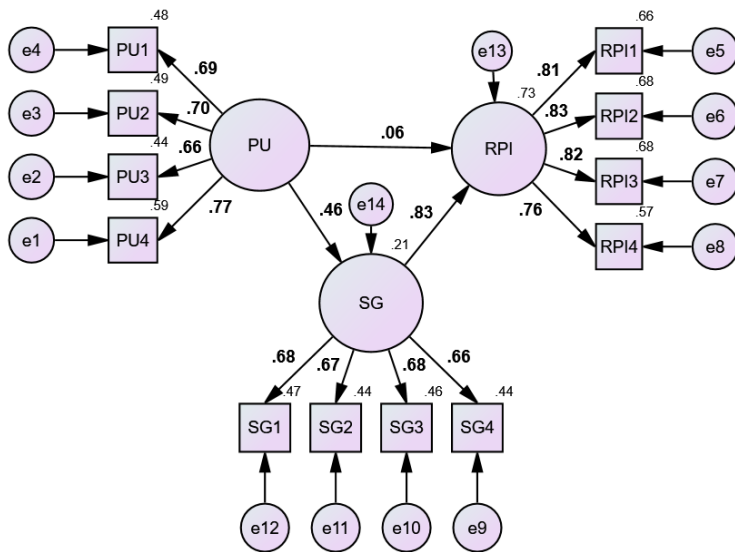 .48
.66
e4
PU1
e13
RPI1
e5
.69
.81
.49
.73
.68
e3
PU2
.70
.83
RPI2
e6
.44
PU
.06
RPI
.68
e2
PU3
.66
.82
RPI3
e7
.59
.77
.46
e14
.83
.76
.57
e1
PU4
RPI4
e8
.21
SG
.68
.67
.68
.66
.47
.44
.46
.44
SG1
SG2
SG3
SG4
e12
e11
e10
e9